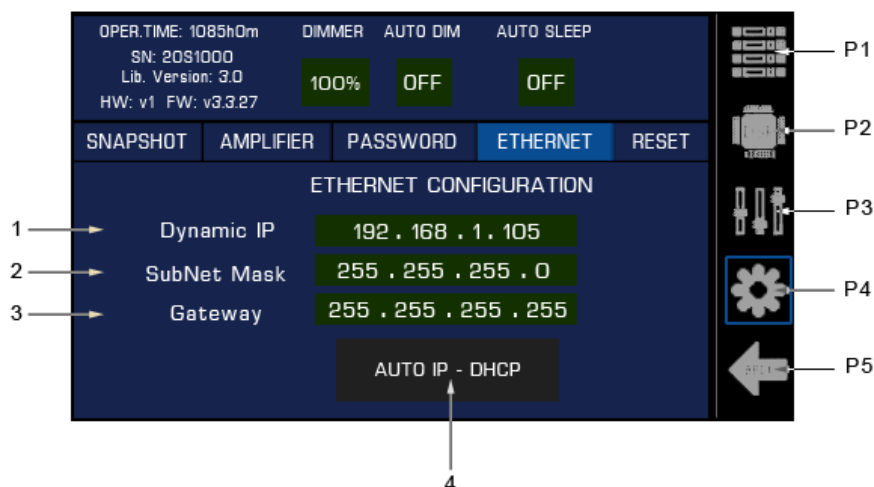 OPER.TIME: 1085h0m DIMMER AUTO DIM AUTO SLEEP
SN: 20S1000
Lib. Version: 3.0
HW: v1 FW: v3.3.27
100% OFF OFF
SNAPSHOT AMPLIFIER PASSWORD ETHERNET RESET
ETHERNET CONFIGURATION
1 Dynamic IP 192 . 168 . 1 . 105
2 SubNet Mask 255 . 255 . 255 . 0
3 Gateway 255 . 255 . 255 . 255
AUTO IP - DHCP
4
P1
P2
P3
P4
P5